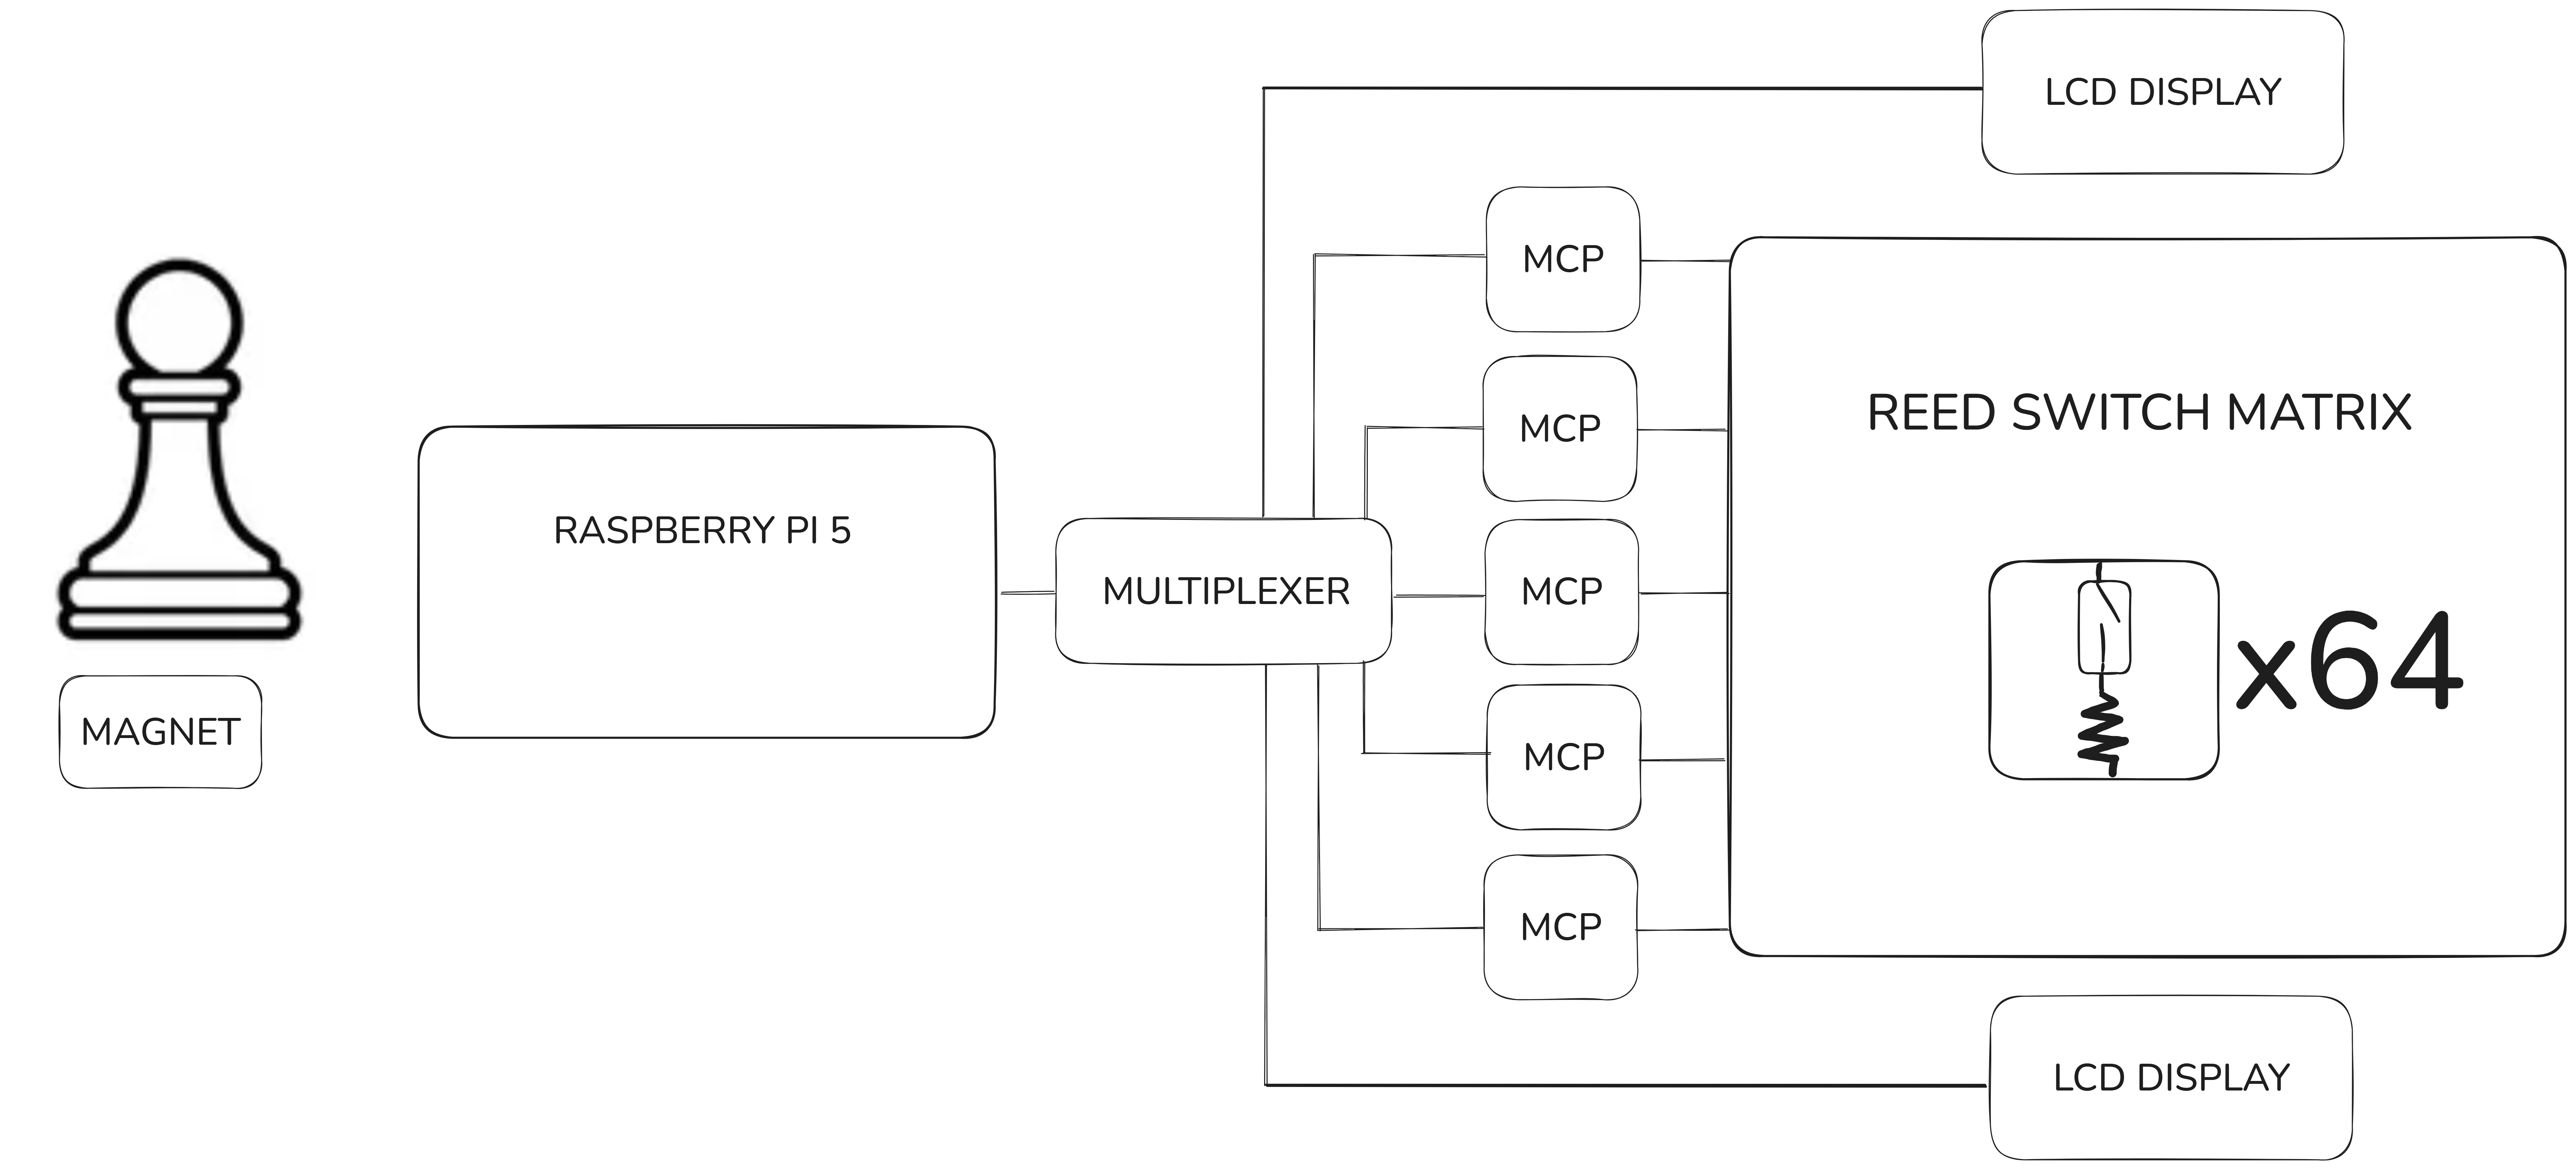 LCD DISPLAY
MCP
MCP
REED SWITCH MATRIX
RASPBERRY PI 5
MULTIPLEXER
MCP
x64
MAGNET
MCP
MCP
LCD DISPLAY